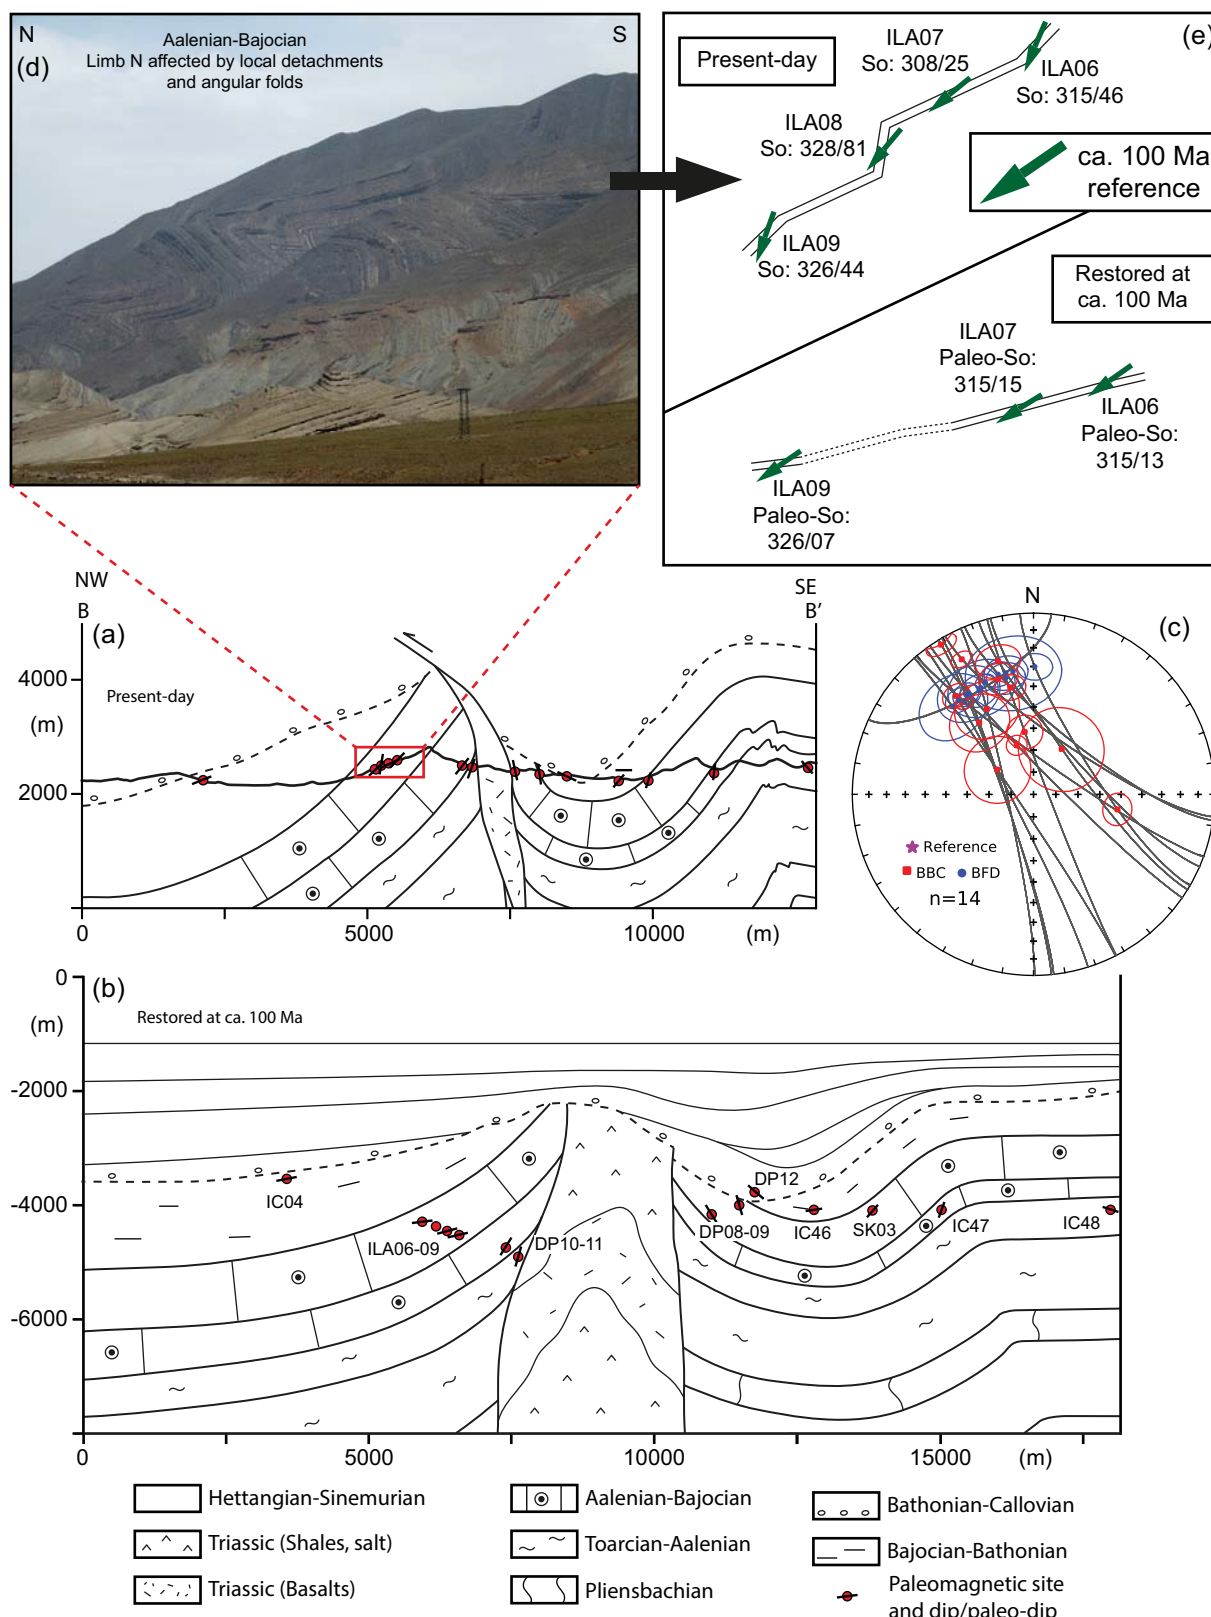 N
S
(d)
Aalenian-Bajocian
Limb N affected by local detachments
and angular folds
(e)
Present-day
ILA07
So: 308/25
ILA06
So: 315/46
ILA08
So: 328/81
ILA09
So: 326/44
ca. 100 Ma
reference
Restored at
ca. 100 Ma
ILA07
Paleo-So:
315/15
ILA06
Paleo-So:
315/13
ILA09
Paleo-So:
326/07
NW
B
SE
B'
(a)
Present-day
4000
(m)
2000
0
5000
10000
(m)
N
(c)
Reference
BBC
BFD
n=14
(b)
Restored at ca. 100 Ma
0
(m)
-2000
-4000
-6000
IC04
ILA06-09
DP10-11
DP12
DP08-09
IC46
SK03
IC47
IC48
0
5000
10000
15000
(m)
Hettangian-Sinemurian
Aalenian-Bajocian
Bathonian-Callovian
Triassic (Shales, salt)
Toarcian-Aalenian
Bajocian-Bathonian
Triassic (Basalts)
Pliensbachian
Paleomagnetic site
and dip/paleo-dip